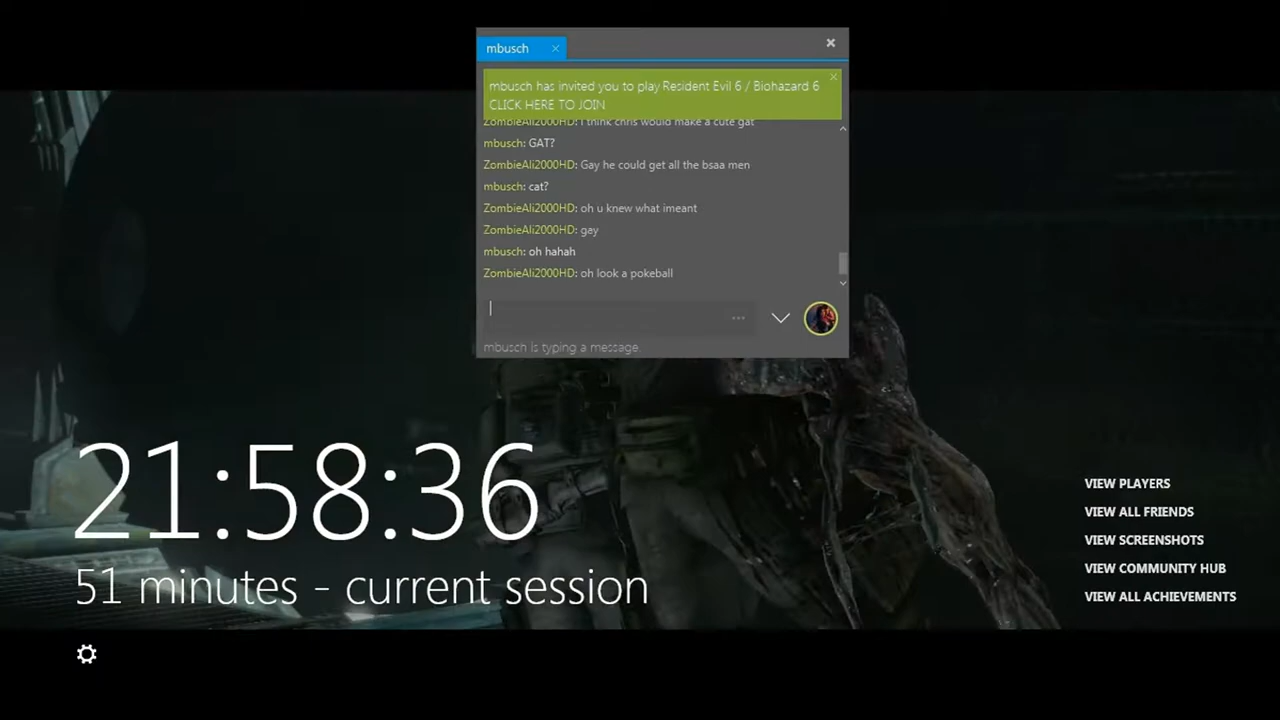 mbusch
mbusch has invited you to play Resident Evil 6 / Biohazard 6
CLICK HERE TO JOIN
ZombieAli2000HD: I think chris would make a cute gat
mbusch: GAT?
ZombieAli2000HD: Gay he could get all the bsaa men
mbusch: cat?
ZombieAli2000HD: oh u knew what imeant
ZombieAli2000HD: gay
mbusch: oh hahah
ZombieAli2000HD: oh look a pokeball
mbusch is typing a message.
21:58:36
51 minutes - current session
VIEW PLAYERS
VIEW ALL FRIENDS
VIEW SCREENSHOTS
VIEW COMMUNITY HUB
VIEW ALL ACHIEVEMENTS